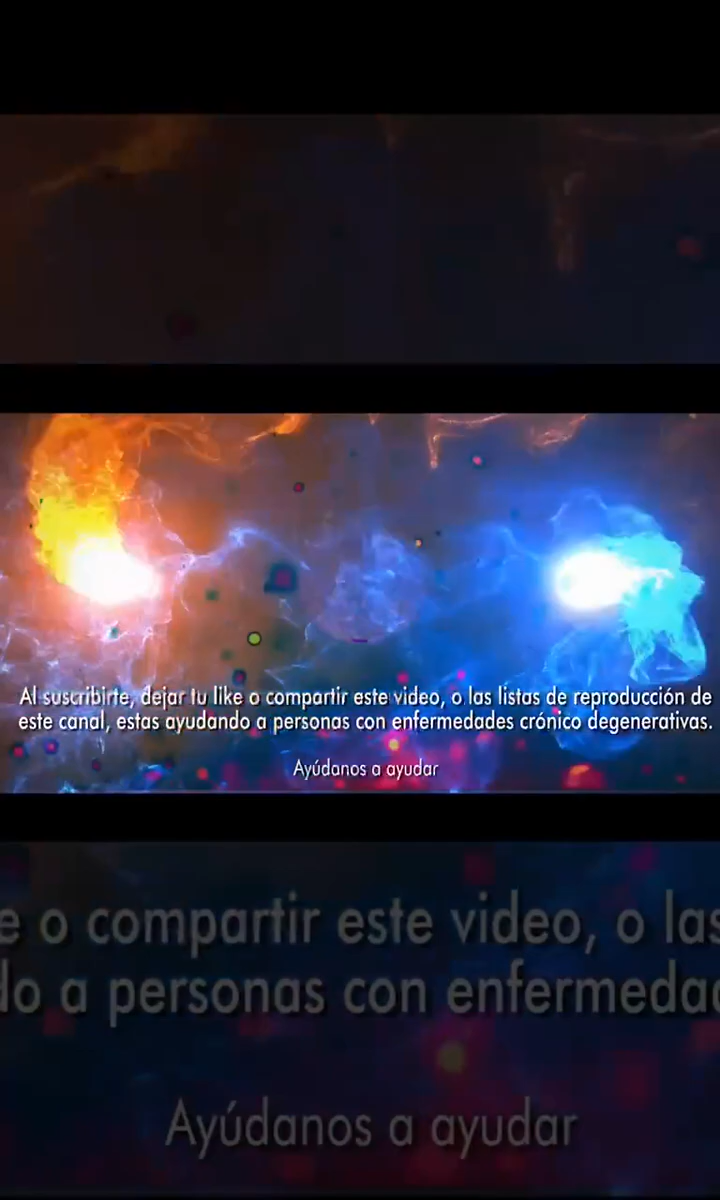 Al suscribirte, dejar tu like o compartir este video, o las listas de reproducción de
este canal, estas ayudando a personas con enfermedades crónico degenerativas.
Ayúdanos a ayudar
e o compartir este video, o las
do a personas con enfermeda
Ayúdanos a ayudar